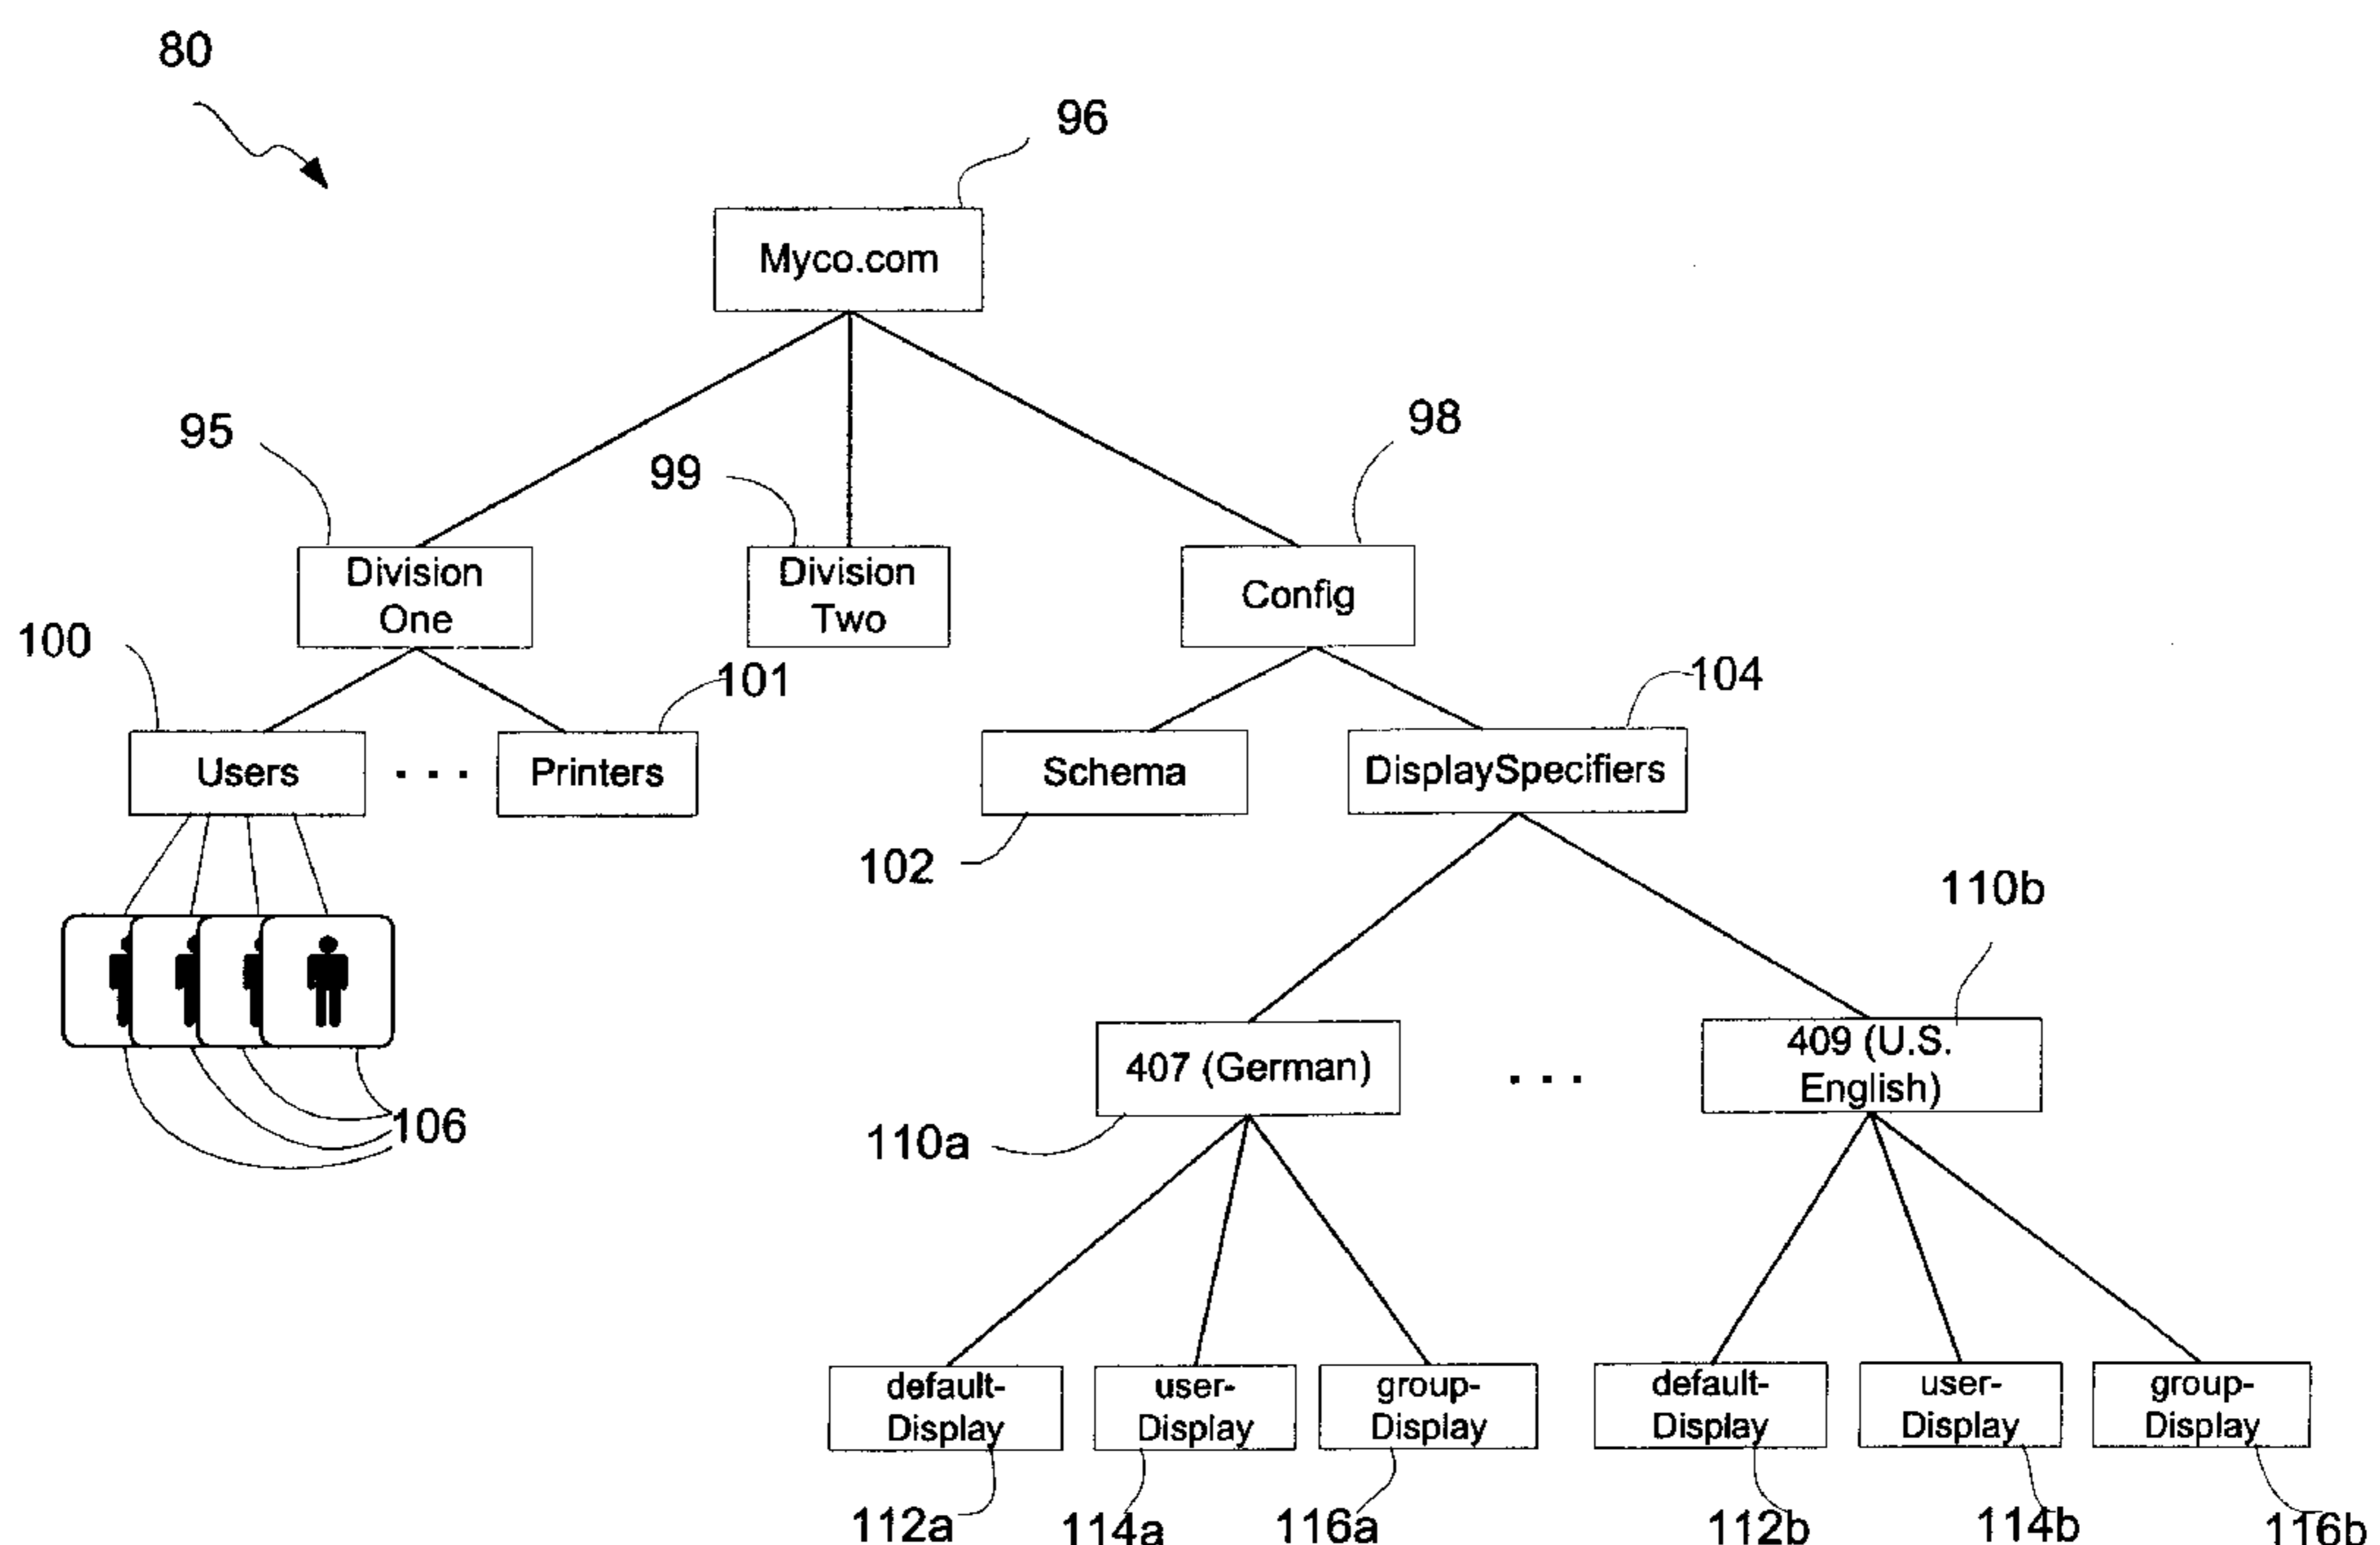 80
96
Myco.com
95
99
98
Division
One
Division
Two
Config
100
101
104
Users
. . .
Printers
Schema
DisplaySpecifiers
102
110b
407 (German)
. . .
409 (U.S.
English)
106
110a
default-
Display
user-
Display
group-
Display
default-
Display
user-
Display
group-
Display
112a
114a
116a
112b
114b
116b